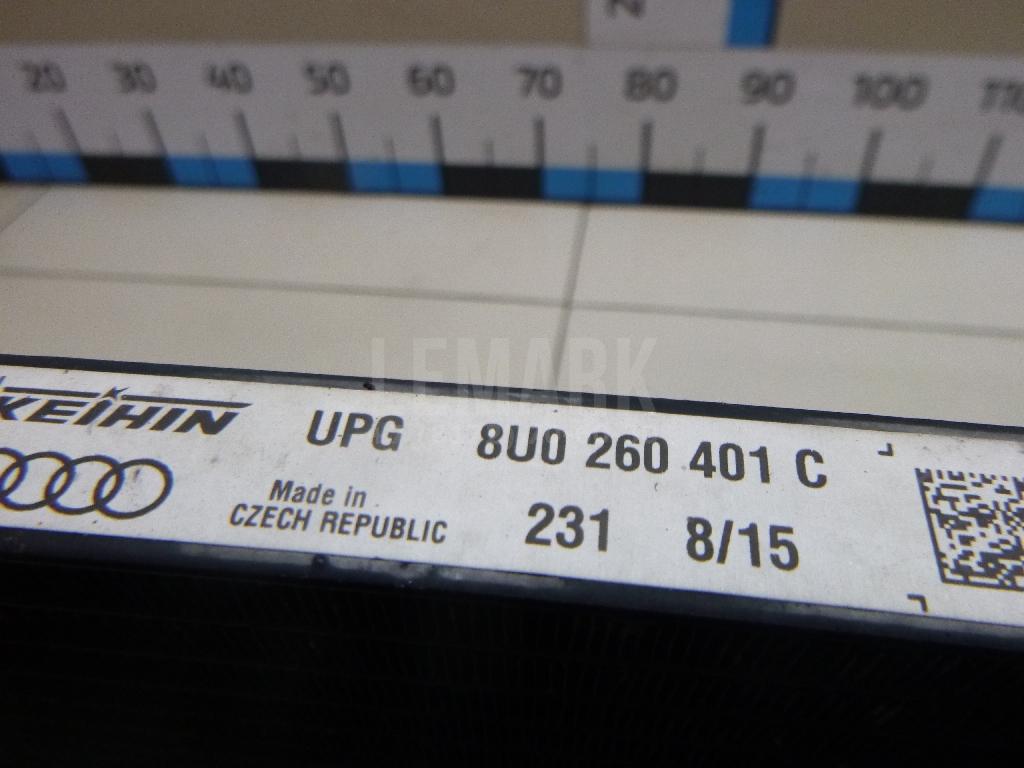 20 30 40 50 60 70 80 90 100 110
LEMARK
KEIHIN UPG 8U0 260 401 C
Made in
CZECH REPUBLIC 231 8/15